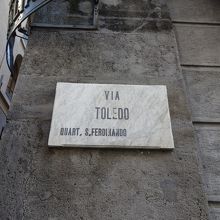 VIA
TOLEDO
QUART. S. FERDINANDO